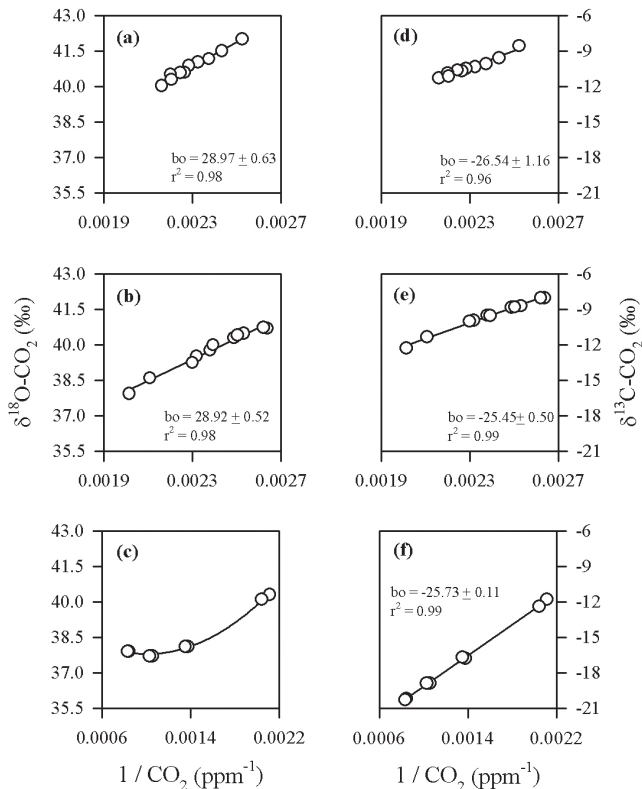 43.0
(a)
40.5
40.0
38.5
37.0
bo = 28.97 ± 0.63
r² = 0.98
35.5
0.0019
0.0023
0.0027
-6
(d)
-9
-12
-15
-18
bo = -26.54 ± 1.16
r² = 0.96
-21
0.0019
0.0023
0.0027
43.0
(b)
41.5
40.0
38.5
37.0
bo = 28.92 ± 0.52
r² = 0.98
35.5
0.0019
0.0023
0.0027
δ¹⁸O-CO₂ (‰)
-6
(e)
-9
-12
-15
-18
bo = -25.45± 0.50
r² = 0.99
-21
0.0019
0.0023
0.0027
δ¹³C-CO₂ (‰)
43.0
(c)
41.5
40.0
38.5
37.0
35.5
0.0006
0.0014
0.0022
1 / CO₂ (ppm⁻¹)
-6
(f)
-9
bo = -25.73 ± 0.11
r² = 0.99
-12
-15
-18
-21
0.0006
0.0014
0.0022
1 / CO₂ (ppm⁻¹)